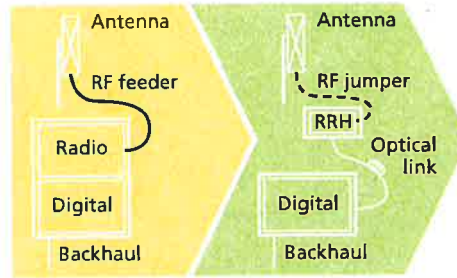 Antenna
RF feeder
Radio
Digital
Backhaul
Antenna
RF jumper
RRH
Optical
link
Digital
Backhaul